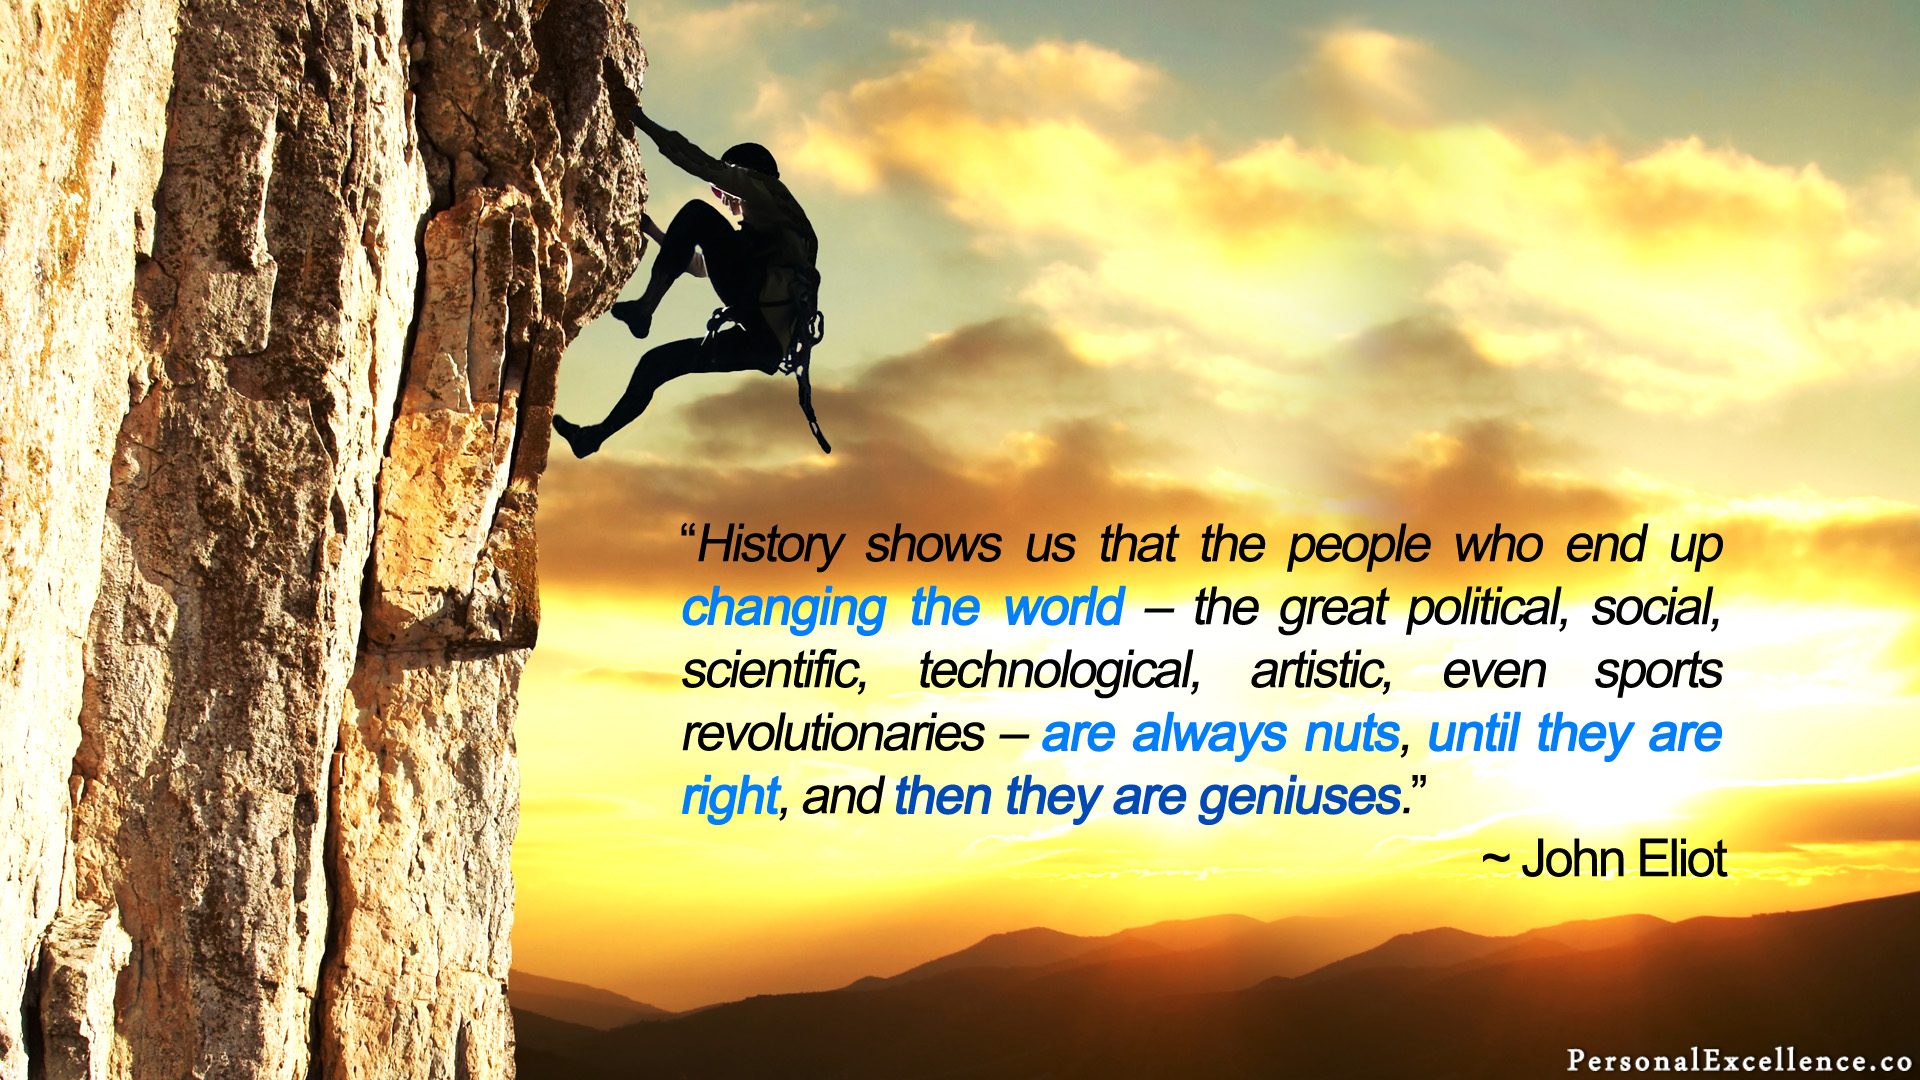 “History shows us that the people who end up
changing the world – the great political, social,
scientific, technological, artistic, even sports
revolutionaries – are always nuts, until they are
right, and then they are geniuses.”
~ John Eliot
PersonalExcellence.co